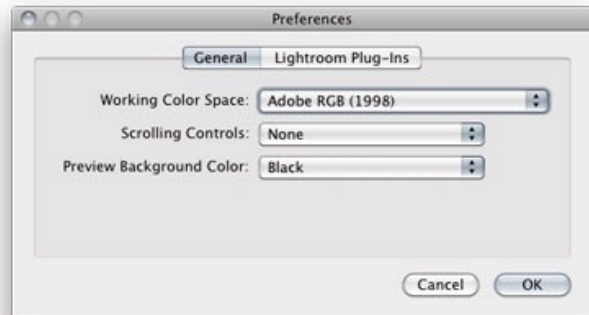 Preferences
General Lightroom Plug-Ins
Working Color Space: Adobe RGB (1998)
Scrolling Controls: None
Preview Background Color: Black
Cancel OK